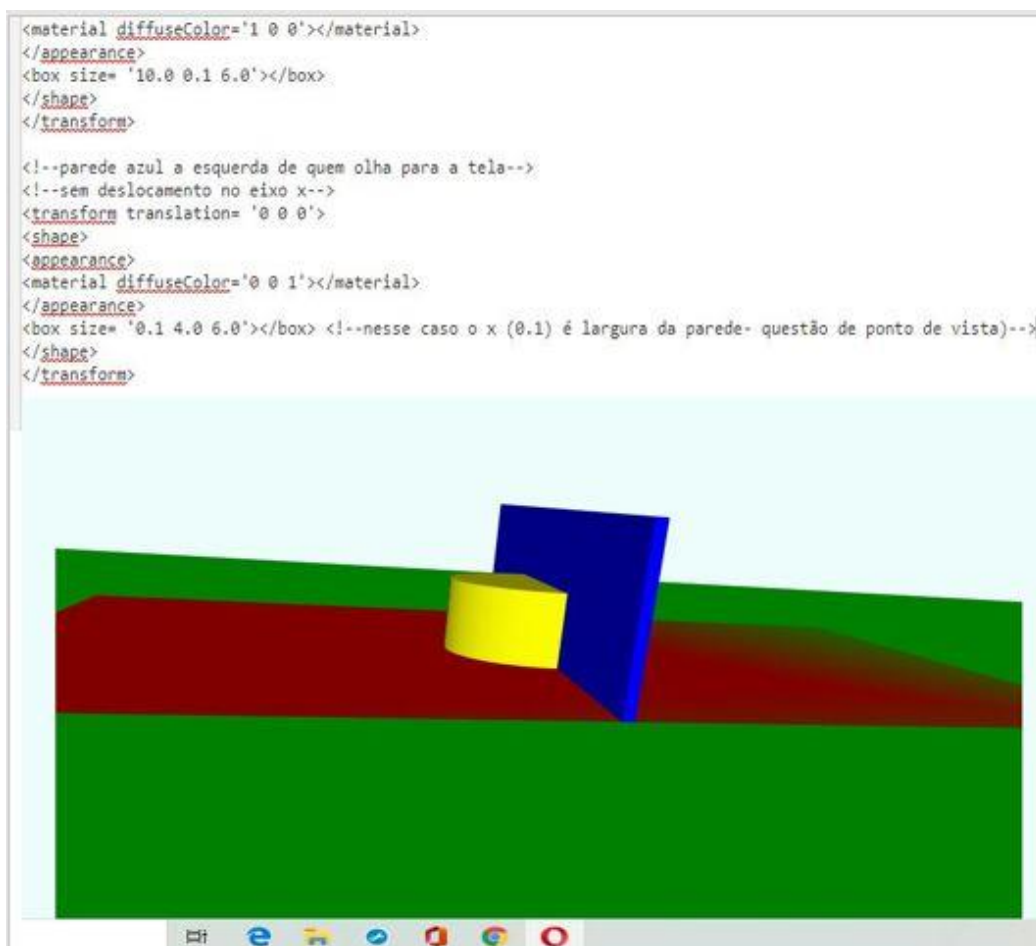 <material diffuseColor='1 0 0'></material>
</appearance>
<box size= '10.0 0.1 6.0'></box>
</shape>
</transform>
<!--parede azul a esquerda de quem olha para a tela-->
<!--sem deslocamento no eixo x-->
<transform translation= '0 0 0'>
<shape>
<appearance>
<material diffuseColor='0 0 1'></material>
</appearance>
<box size= '0.1 4.0 6.0'></box> <!--nesse caso o x (0.1) é largura da parede- questão de ponto de vista)-->
</shape>
</transform>